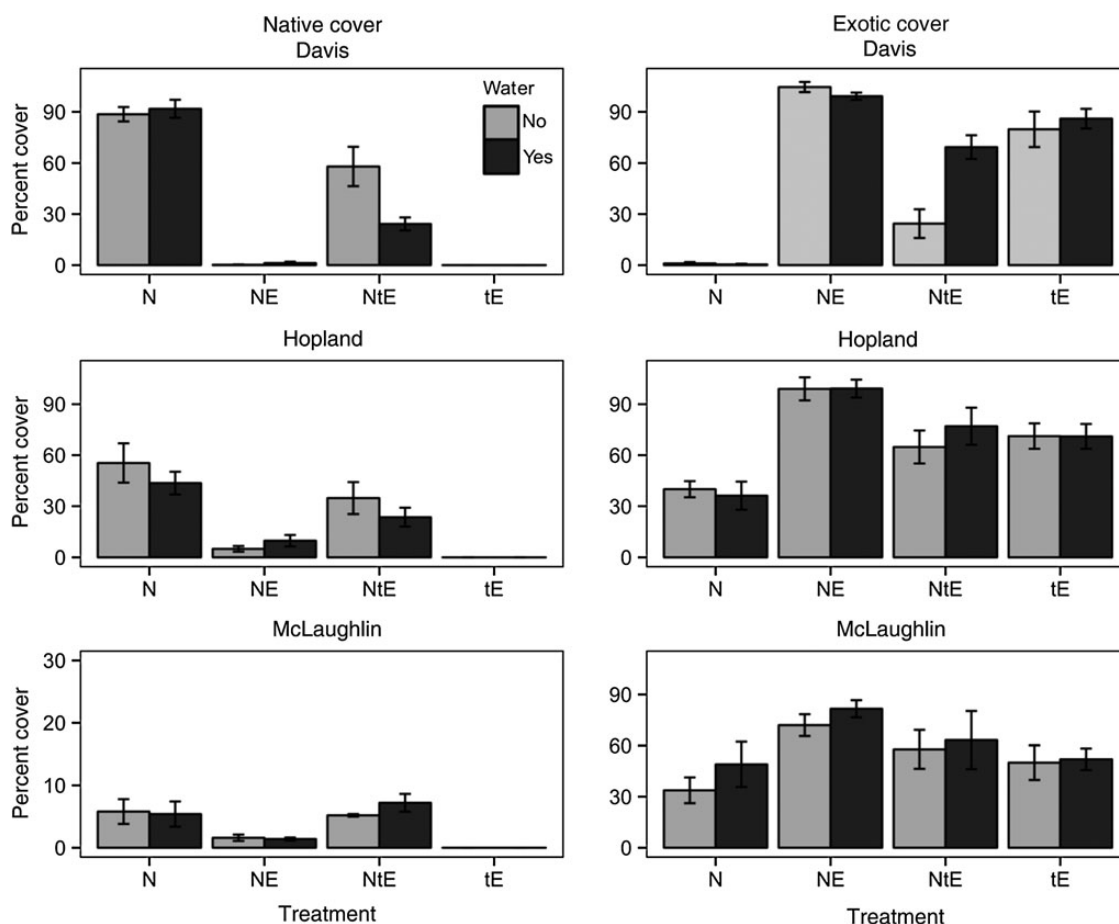 Native cover
Davis
Percent cover
90
60
30
0
Water
No
Yes
N NE NtE tE
Exotic cover
Davis
90
60
30
0
N NE NtE tE
Hopland
Percent cover
90
60
30
0
N NE NtE tE
Hopland
90
60
30
0
N NE NtE tE
McLaughlin
Percent cover
30
20
10
0
N NE NtE tE
Treatment
McLaughlin
90
60
30
0
N NE NtE tE
Treatment